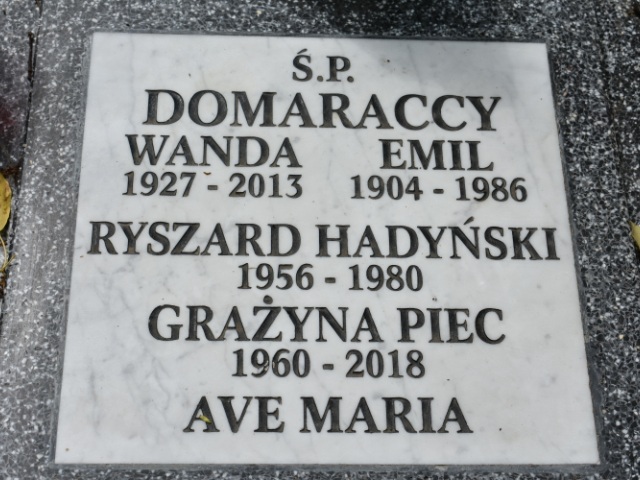 Ś.P.
DOMARACCY
WANDA EMIL
1927 - 2013 1904 - 1986
RYSZARD HADYŃSKI
1956 - 1980
GRAŻYNA PIEC
1960 - 2018
AVE MARIA